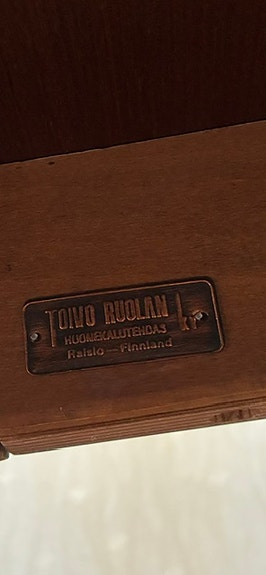 TOIVO RUOLAN Ky
HUONEKALUTEHDAS
Raisio—Finnland